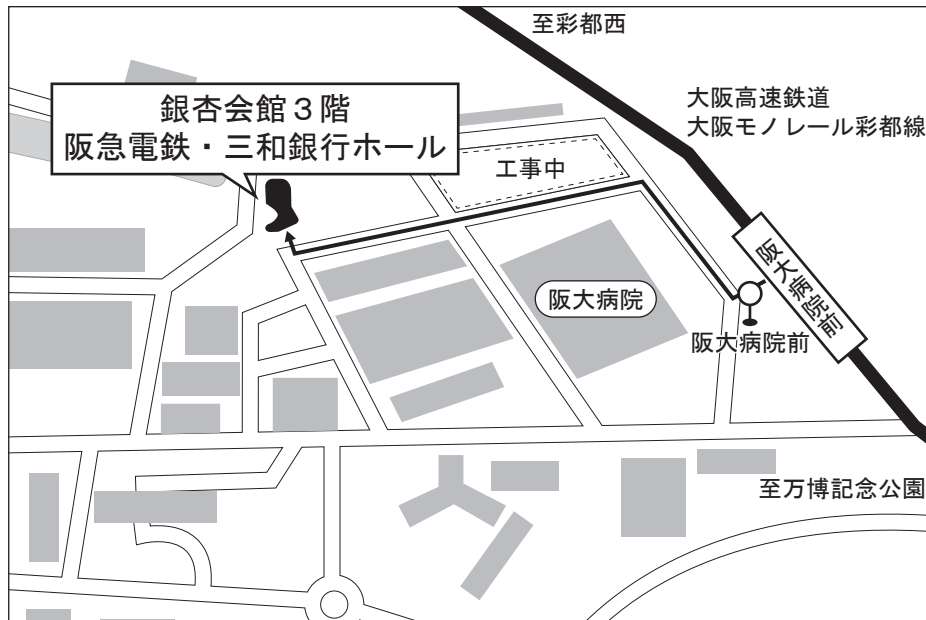 至彩都西
大阪高速鉄道
大阪モノレール彩都線
銀杏会館３階
阪急電鉄・三和銀行ホール
工事中
阪大病院前
阪大病院
阪大病院前
至万博記念公園